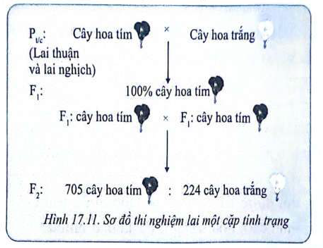 P_t/c: Cây hoa tím × Cây hoa trắng
(Lai thuận
và lai nghịch)
F₁: 100% cây hoa tím
F₁: cây hoa tím × F₁: cây hoa tím
F₂: 705 cây hoa tím : 224 cây hoa trắng
Hình 17.11. Sơ đồ thí nghiệm lai một cặp tính trạng